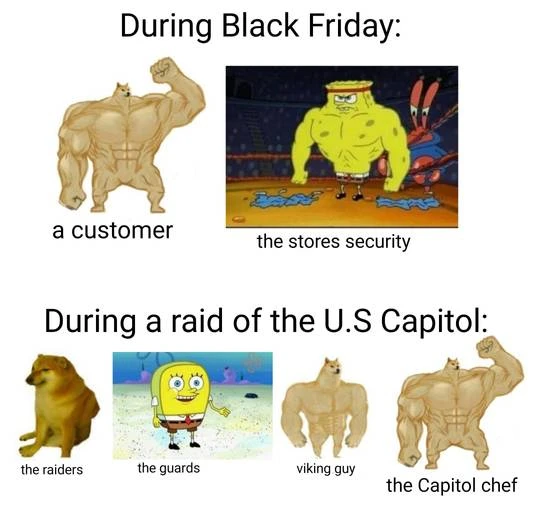 During Black Friday:
a customer
the stores security
During a raid of the U.S Capitol:
the raiders
the guards
viking guy
the Capitol chef